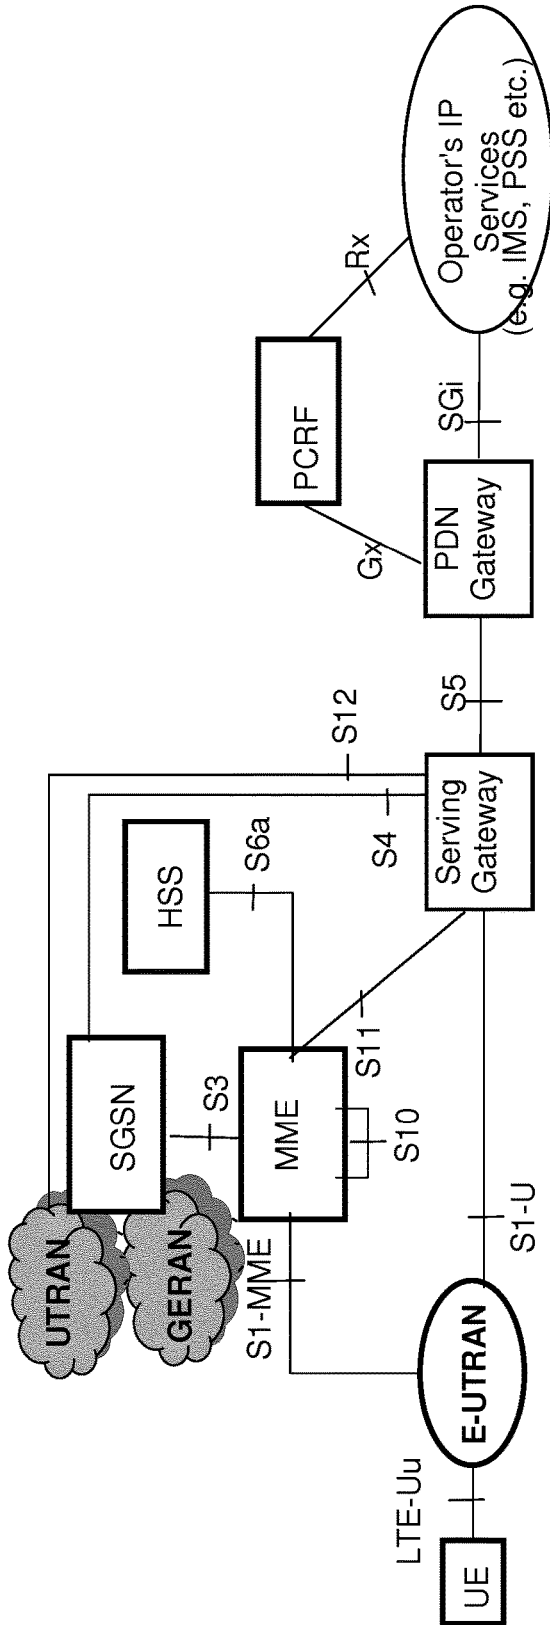 UTRAN
SGSN
GERAN
HSS
S3
S6a
S12
S1-MME
MME
S4
S10
S11
PCRF
Gx
Rx
LTE-Uu
UE
E-UTRAN
S1-U
Serving
Gateway
S5
PDN
Gateway
SGi
Operator's IP
Services
(e.g. IMS, PSS etc.)